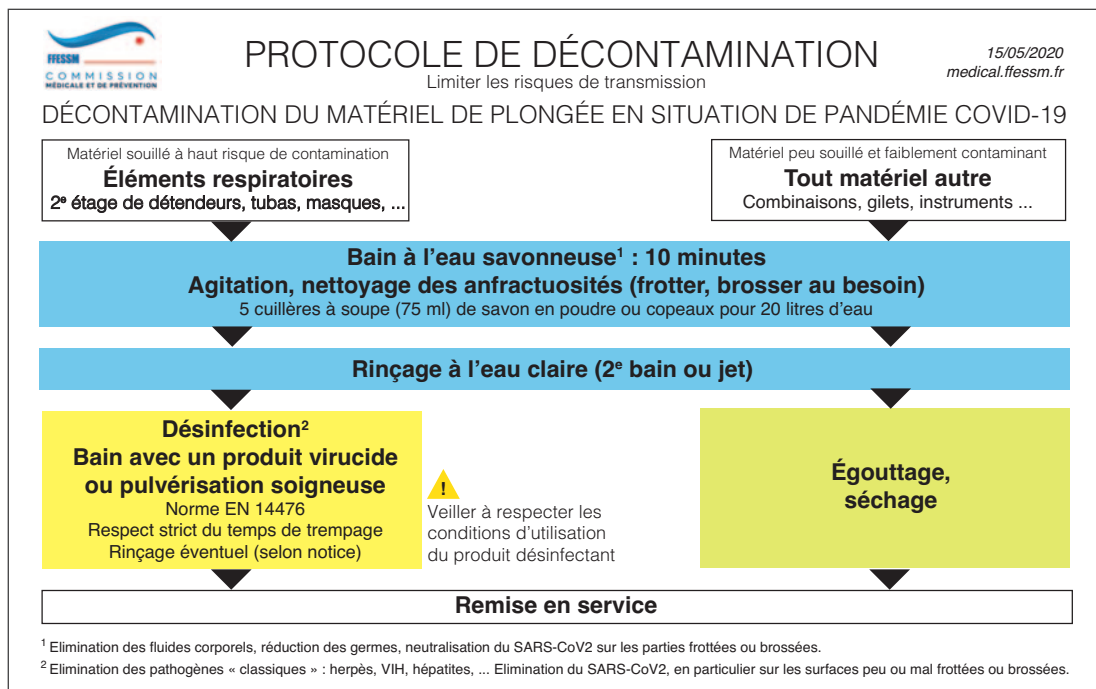 FFESSM
COMMISSION
MÉDICALE ET DE PRÉVENTION
PROTOCOLE DE DÉCONTAMINATION
Limiter les risques de transmission
15/05/2020
medical.ffessm.fr
DÉCONTAMINATION DU MATÉRIEL DE PLONGÉE EN SITUATION DE PANDÉMIE COVID-19
Matériel souillé à haut risque de contamination
Éléments respiratoires
2e étage de détendeurs, tubas, masques, ...
Matériel peu souillé et faiblement contaminant
Tout matériel autre
Combinaisons, gilets, instruments ...
Bain à l'eau savonneuse¹ : 10 minutes
Agitation, nettoyage des anfractuosités (frotter, brosser au besoin)
5 cuillères à soupe (75 ml) de savon en poudre ou copeaux pour 20 litres d'eau
Rinçage à l'eau claire (2e bain ou jet)
Désinfection²
Bain avec un produit virucide
ou pulvérisation soigneuse
Norme EN 14476
Respect strict du temps de trempage
Rinçage éventuel (selon notice)
!
Veiller à respecter les
conditions d'utilisation
du produit désinfectant
Égouttage,
séchage
Remise en service
¹ Elimination des fluides corporels, réduction des germes, neutralisation du SARS-CoV2 sur les parties frottées ou brossées.
² Elimination des pathogènes « classiques » : herpès, VIH, hépatites, ... Elimination du SARS-CoV2, en particulier sur les surfaces peu ou mal frottées ou brossées.